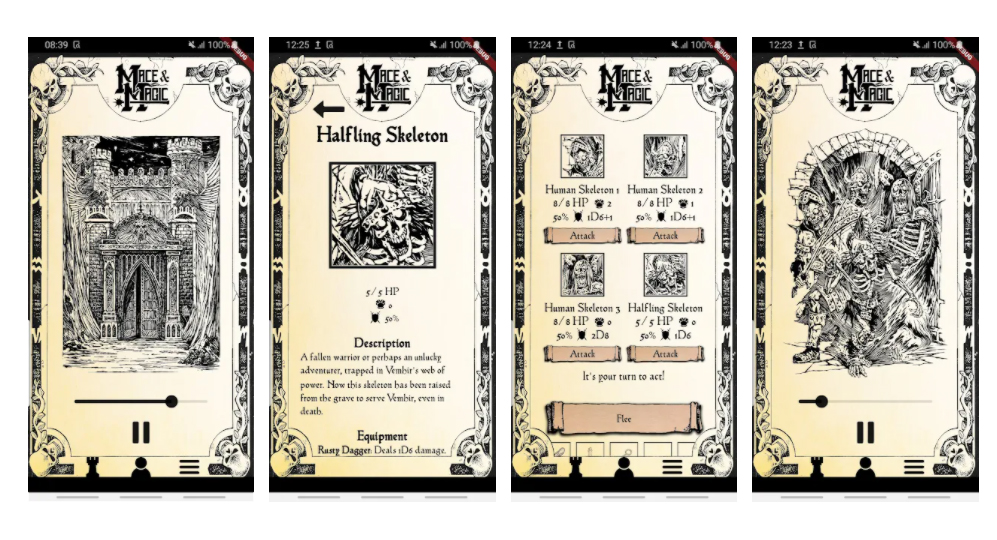 08:39
100%
DEBUG
MACE &
MAGIC
12:25
100%
DEBUG
MACE &
MAGIC
Halfling Skeleton
5/5 HP
0
50%
Description
A fallen warrior or perhaps an unlucky
adventurer, trapped in Vembir's web of
power. Now this skeleton has been raised
from the grave to serve Vembir, even in
death.
Equipment
Rusty Dagger: Deals 1D6 damage.
12:24
100%
DEBUG
MACE &
MAGIC
Human Skeleton 1
8/8 HP 2
50% 1D6+1
Attack
Human Skeleton 2
8/8 HP 1
50% 1D6+1
Attack
Human Skeleton 3
8/8 HP 0
50% 2D8
Attack
Halfling Skeleton
5/5 HP 0
50% 1D6
Attack
It's your turn to act!
Flee
12:23
100%
DEBUG
MACE &
MAGIC